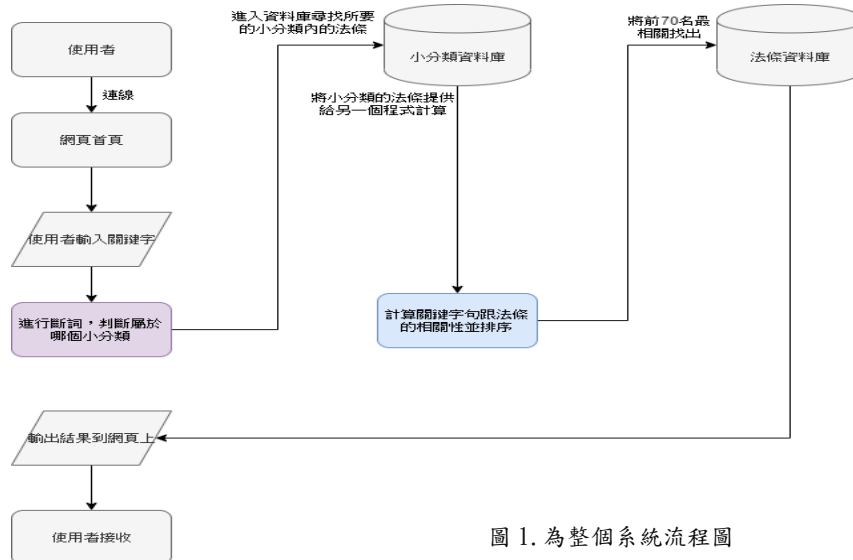 使用者
連線
網頁首頁
使用者輸入關鍵字
進行斷詞，判斷屬於
哪個小分類
進入資料庫尋找所要
的小分類內的法條
小分類資料庫
將小分類的法條提供
給另一個程式計算
計算關鍵字句跟法條
的相關性並排序
將前70名最
相關找出
法條資料庫
輸出結果到網頁上
使用者接收
圖 1. 為整個系統流程圖